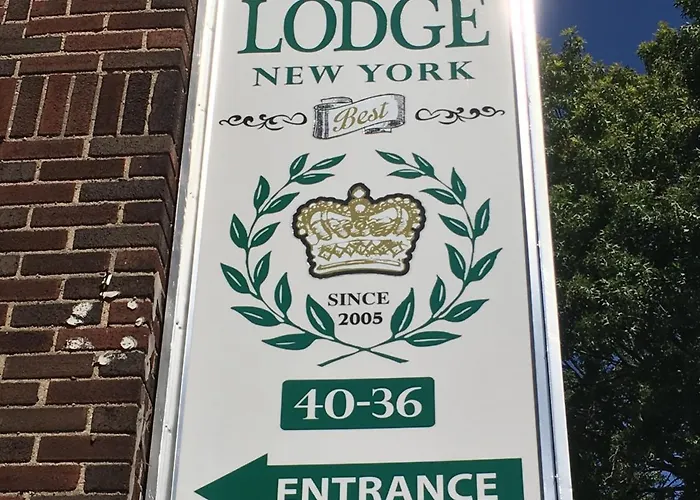 LODGE
NEW YORK
Best
SINCE
2005
40-36
ENTRANCE